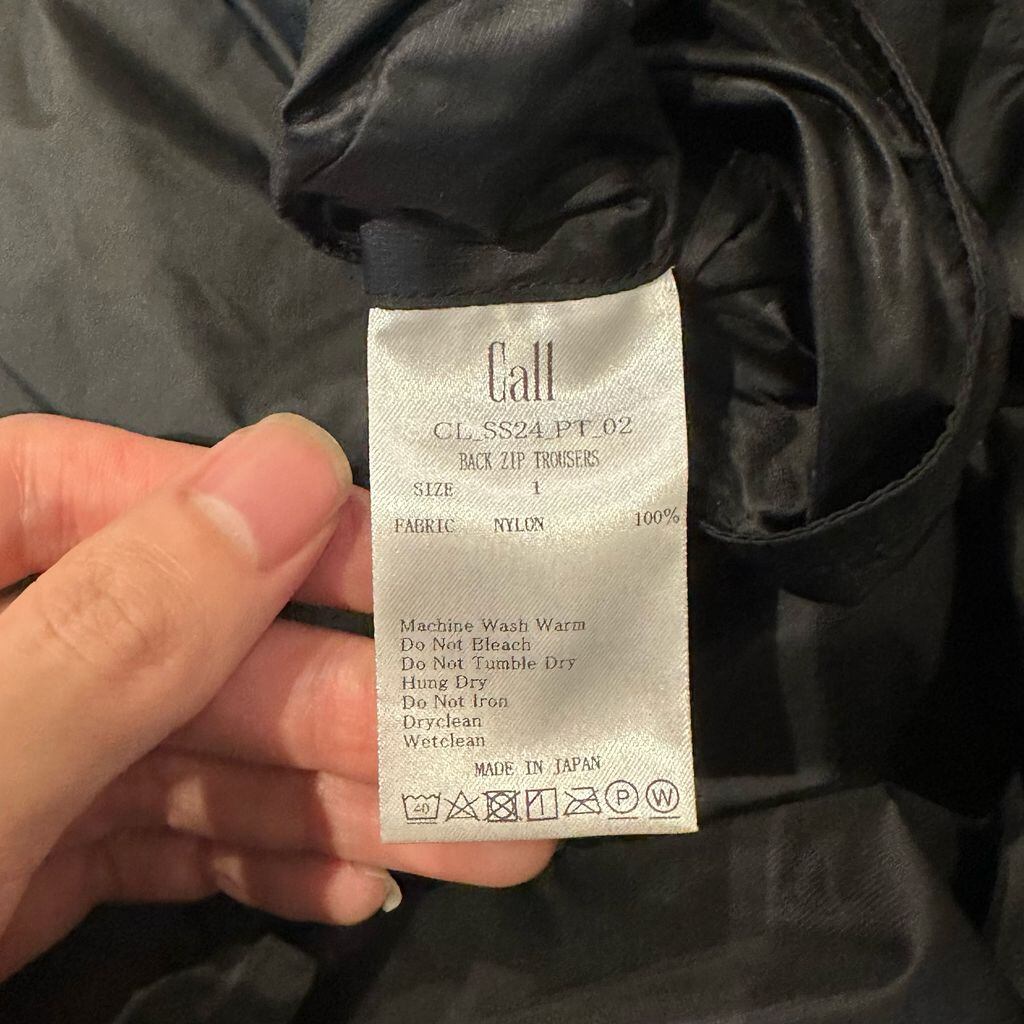 Call
CL_SS24_PT_02
BACK ZIP TROUSERS
SIZE 1
FABRIC NYLON 100%
Machine Wash Warm
Do Not Bleach
Do Not Tumble Dry
Hung Dry
Do Not Iron
Dryclean
Wetclean
MADE IN JAPAN
40 P W